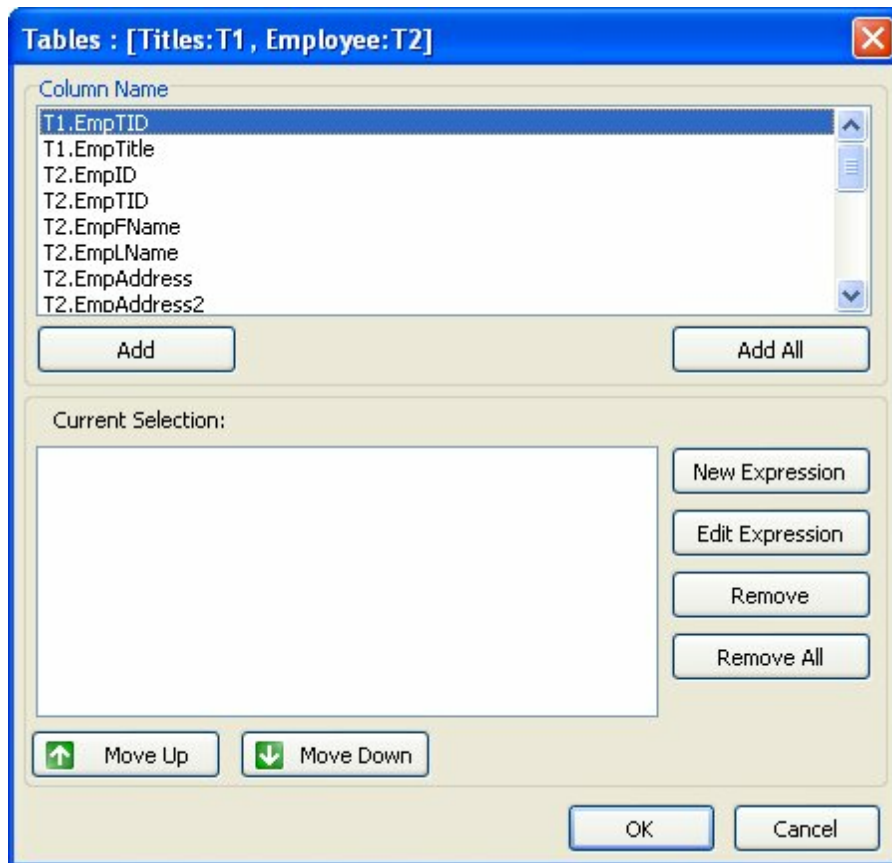 Tables : [Titles:T1 , Employee:T2]
Column Name
T1.EmpTID
T1.EmpTitle
T2.EmpID
T2.EmpTID
T2.EmpFName
T2.EmpLName
T2.EmpAddress
T2.EmpAddress2
Add Add All
Current Selection:
New Expression
Edit Expression
Remove
Remove All
Move Up Move Down
OK Cancel